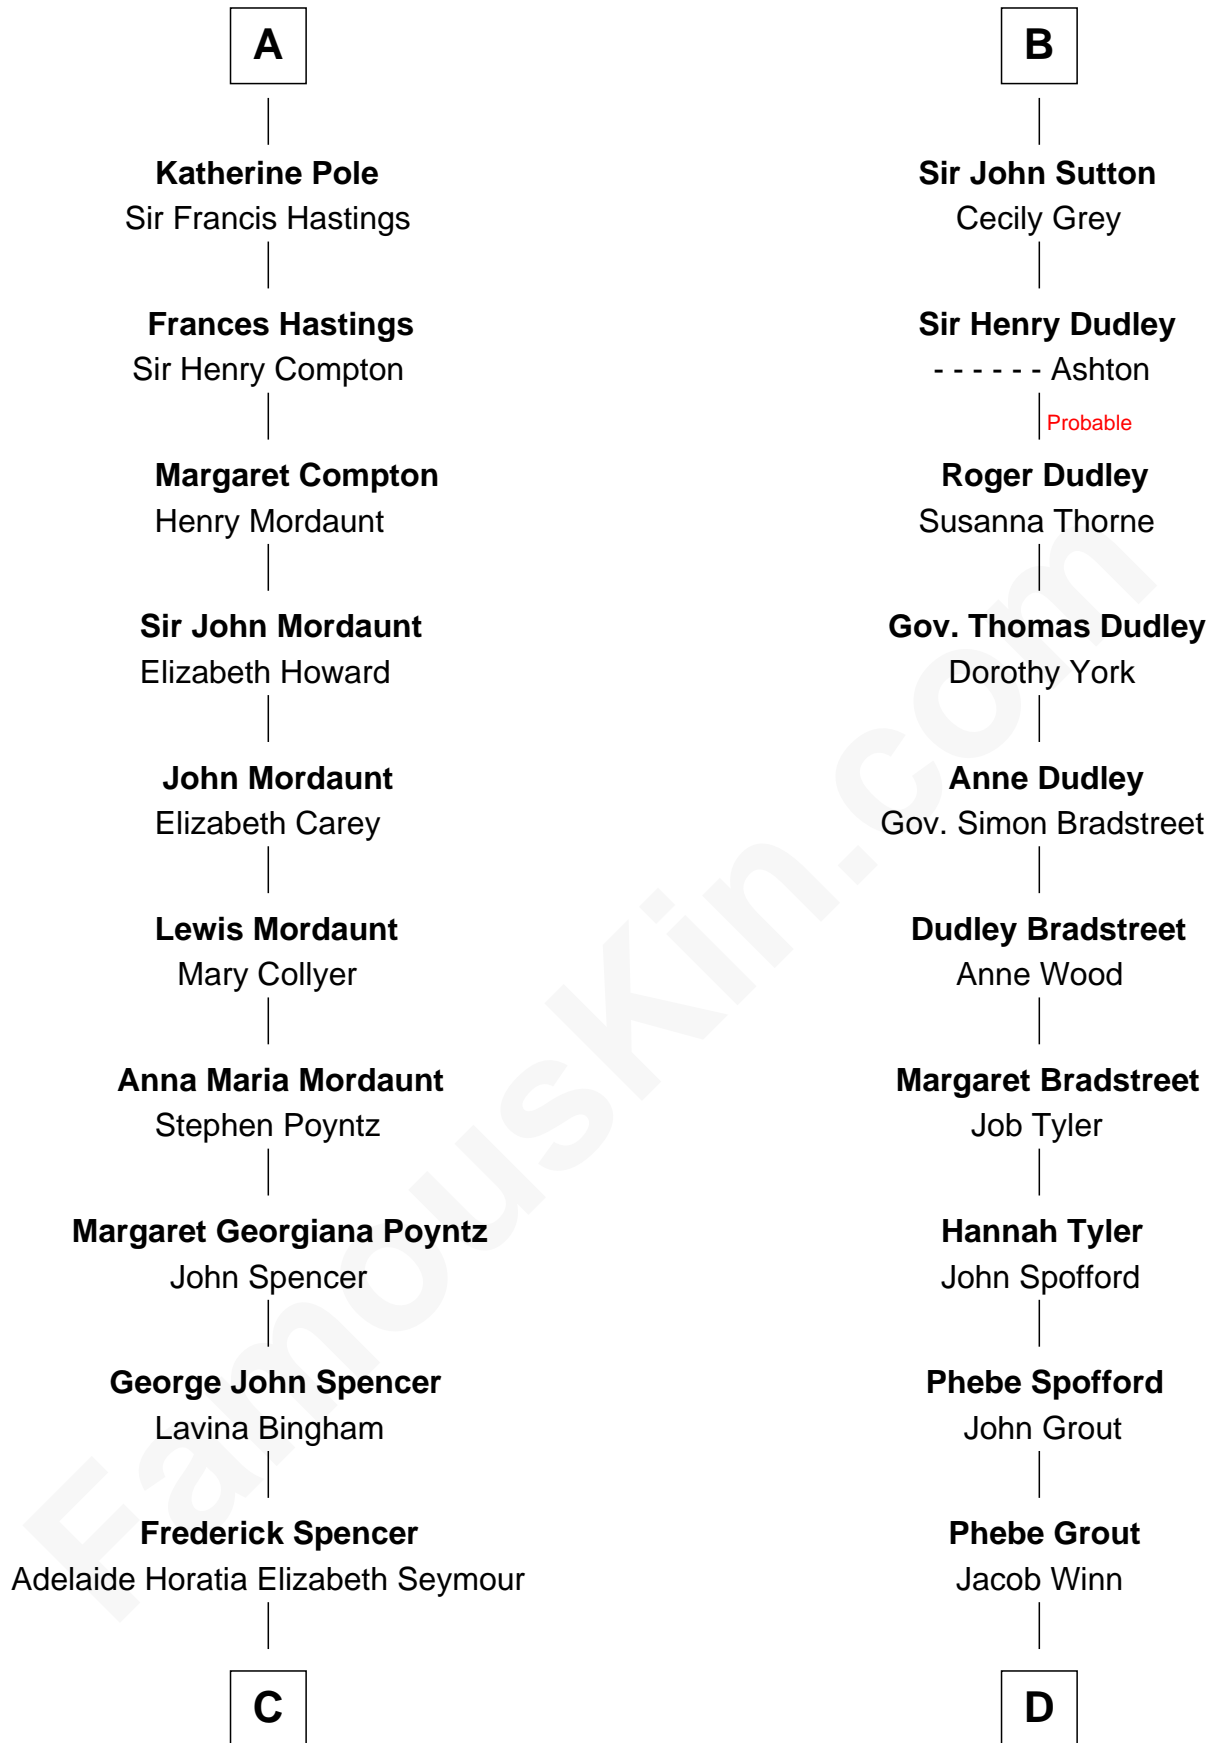 A
Katherine Pole
Sir Francis Hastings
Frances Hastings
Sir Henry Compton
Margaret Compton
Henry Mordaunt
Sir John Mordaunt
Elizabeth Howard
John Mordaunt
Elizabeth Carey
Lewis Mordaunt
Mary Collyer
Anna Maria Mordaunt
Stephen Poyntz
Margaret Georgiana Poyntz
John Spencer
George John Spencer
Lavina Bingham
Frederick Spencer
Adelaide Horatia Elizabeth Seymour
C
B
Sir John Sutton
Cecily Grey
Sir Henry Dudley
- - - - - - Ashton
Probable
Roger Dudley
Susanna Thorne
Gov. Thomas Dudley
Dorothy York
Anne Dudley
Gov. Simon Bradstreet
Dudley Bradstreet
Anne Wood
Margaret Bradstreet
Job Tyler
Hannah Tyler
John Spofford
Phebe Spofford
John Grout
Phebe Grout
Jacob Winn
D
FamousKin.com